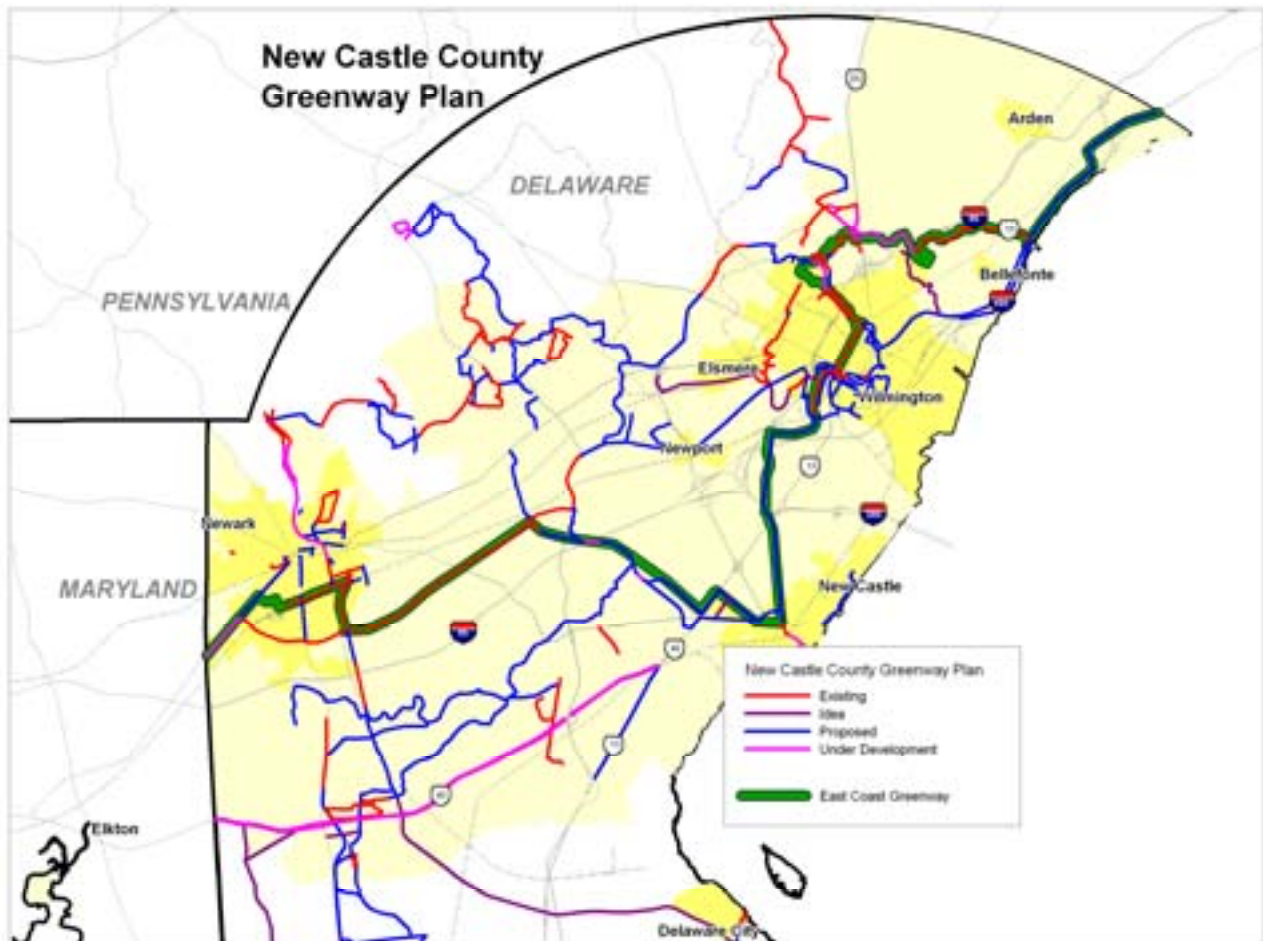 New Castle County
Greenway Plan
Arden
DELAWARE
PENNSYLVANIA
Bellefonte
Elsmere
Wilmington
Newport
Newark
MARYLAND
New Castle
New Castle County Greenway Plan
Existing
Idea
Proposed
Under Development
East Coast Greenway
Elkton
Delaware City